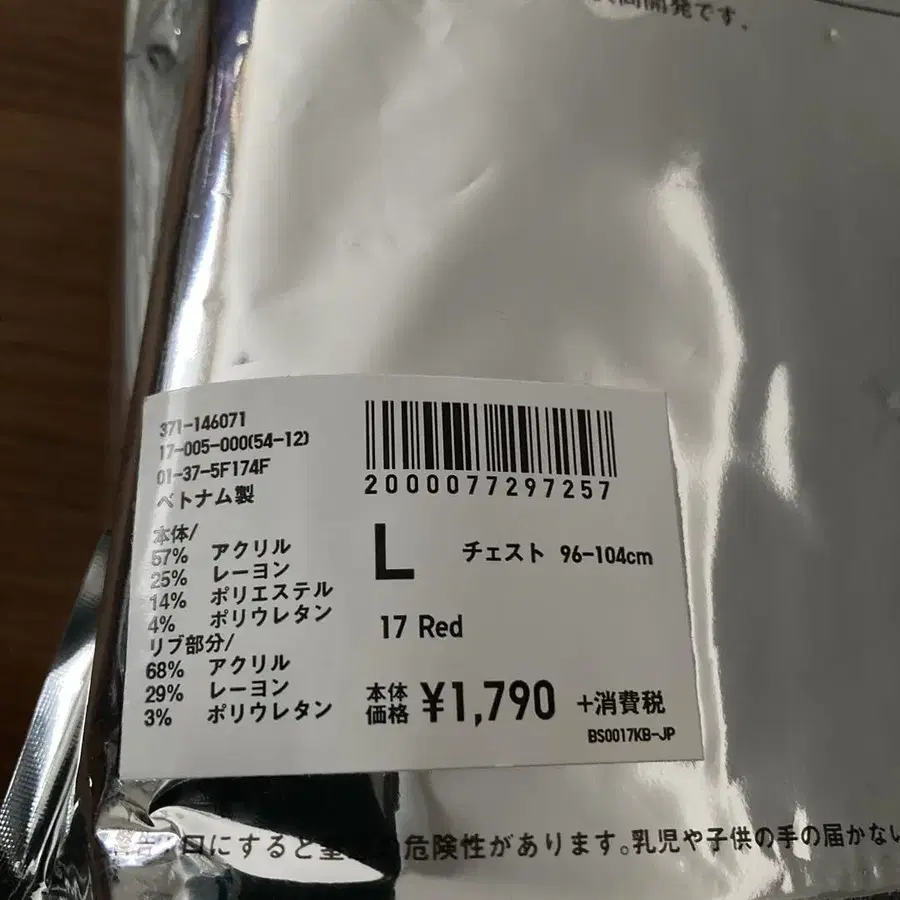 開発です。
371-146071
17-005-000(54-12)
01-37-5F174F
ベトナム製
本体/
57% アクリル
25% レーヨン
14% ポリエステル
4% ポリウレタン
リブ部分/
68% アクリル
29% レーヨン
3% ポリウレタン
2000077297257
L チェスト 96-104cm
17 Red
本体価格 ¥1,790 +消費税
BS0017KB-JP
口にすると 危険性があります。乳児や子供の手の届かない